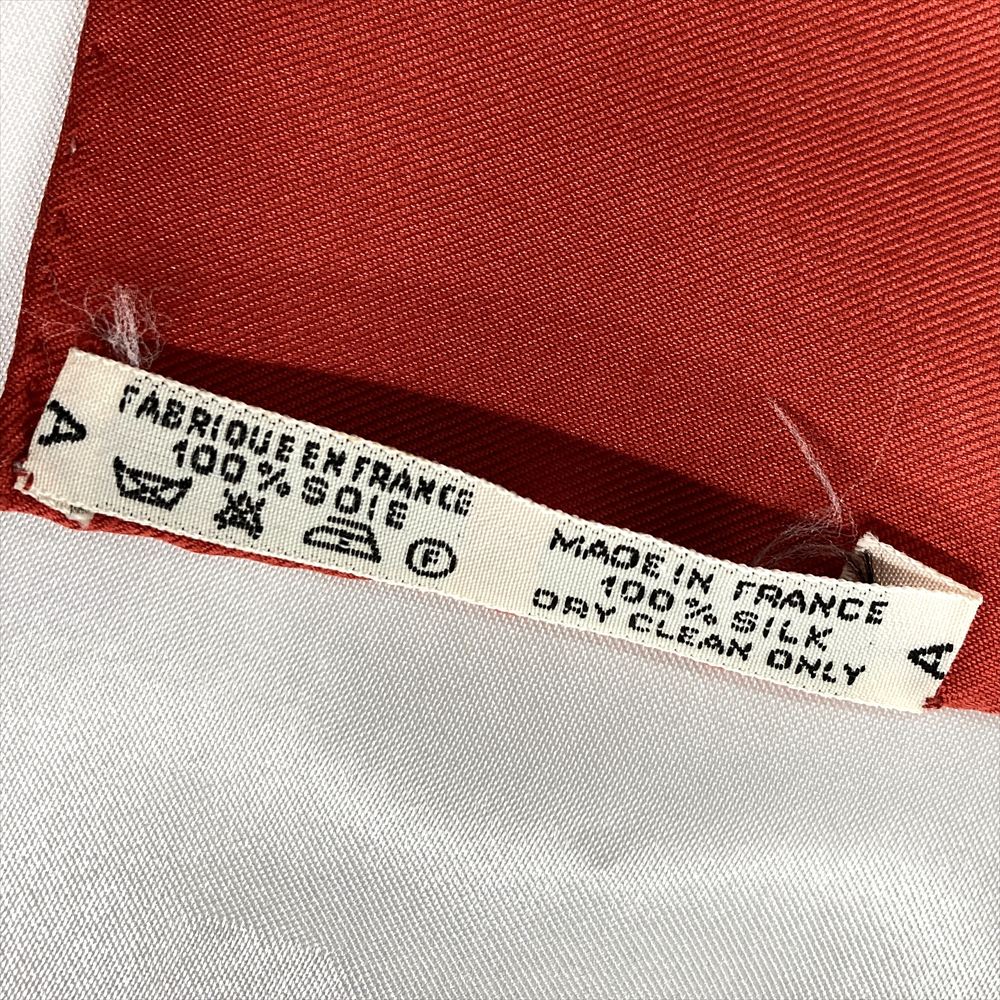 A
FABRIQUE EN FRANCE
100% SOIE
F
MADE IN FRANCE
100% SILK
DRY CLEAN ONLY
A